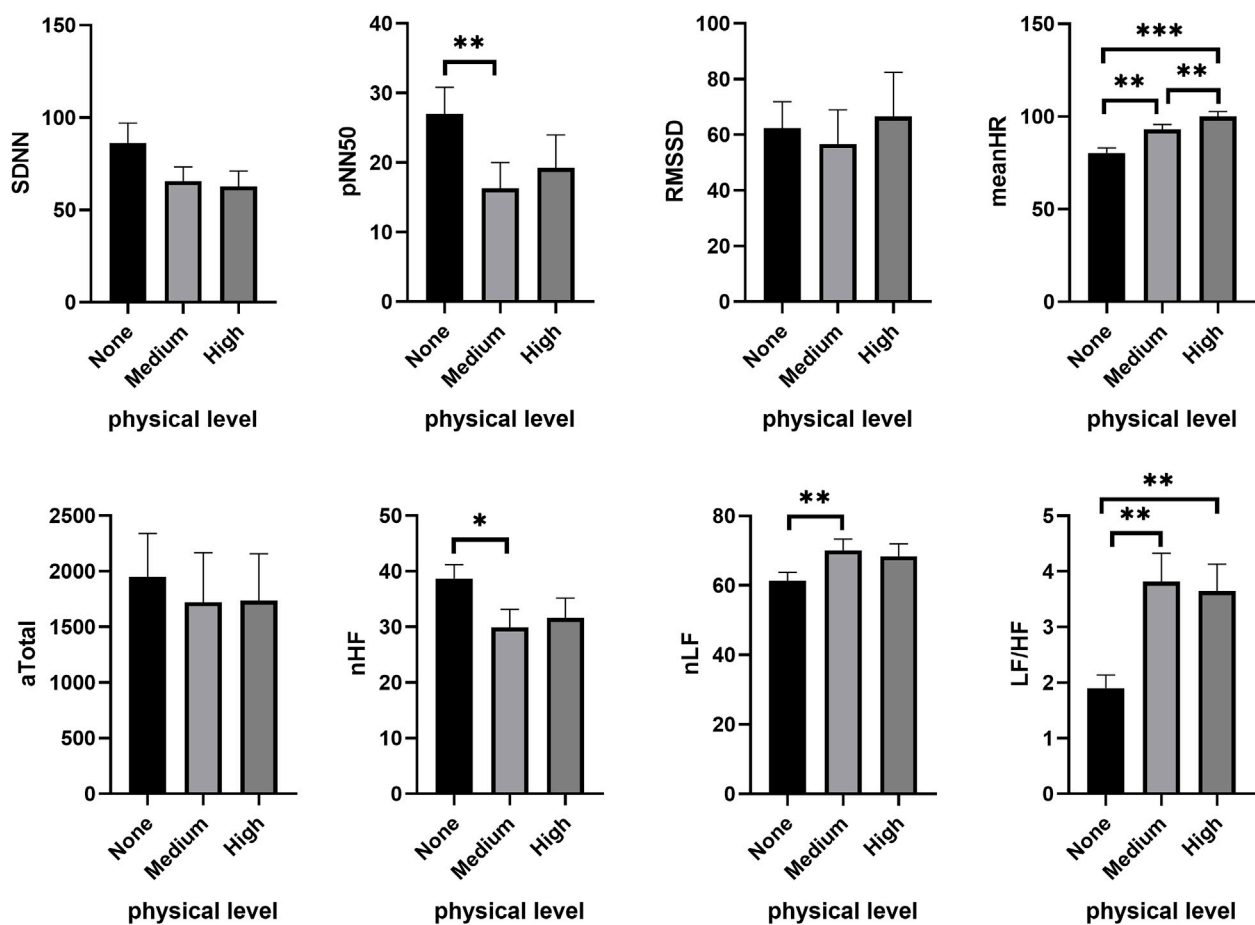 SDNN
150
100
50
0
None
Medium
High
physical level
pNN50
40
30
20
10
0
**
None
Medium
High
physical level
RMSSD
100
80
60
40
20
0
None
Medium
High
physical level
meanHR
150
100
50
0
***
**
**
None
Medium
High
physical level
aTotal
2500
2000
1500
1000
500
0
None
Medium
High
physical level
nHF
50
40
30
20
10
0
*
None
Medium
High
physical level
nLF
80
60
40
20
0
**
None
Medium
High
physical level
LF/HF
5
4
3
2
1
0
**
**
None
Medium
High
physical level